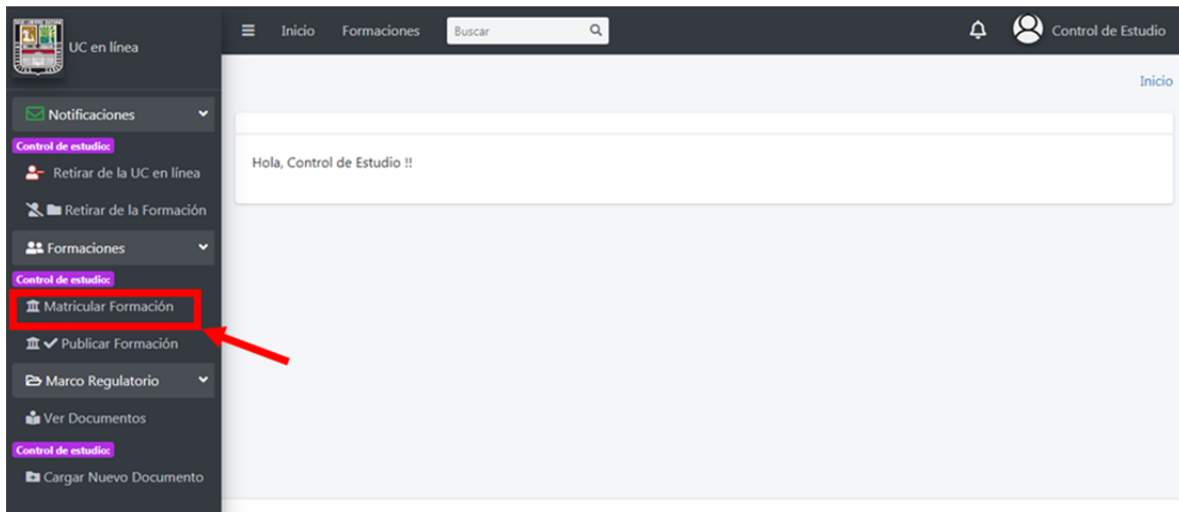 UC en línea
Inicio Formaciones Buscar Control de Estudio
Inicio
Notificaciones
Control de estudio:
Retirar de la UC en línea
Retirar de la Formación
Formaciones
Control de estudio:
Matricular Formación
Publicar Formación
Marco Regulatorio
Ver Documentos
Control de estudio:
Cargar Nuevo Documento
Hola, Control de Estudio !!